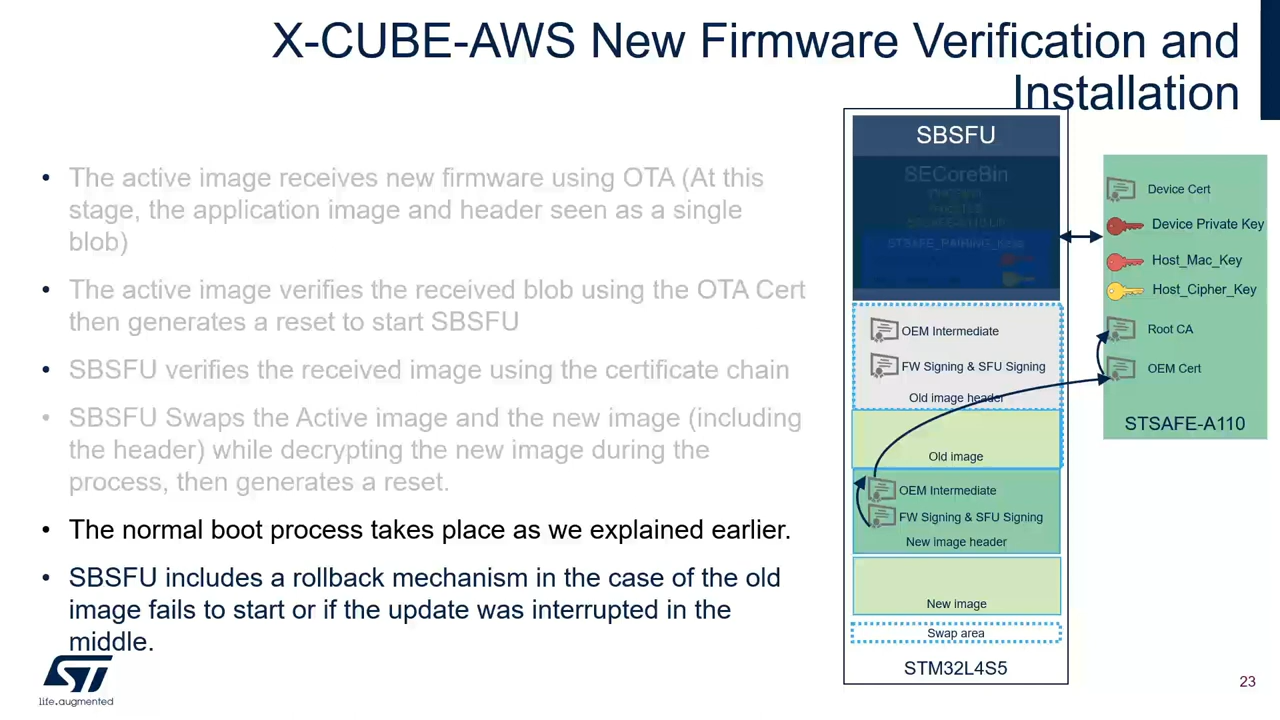 X-CUBE-AWS New Firmware Verification and
Installation
• The active image receives new firmware using OTA (At this
stage, the application image and header seen as a single
blob)
• The active image verifies the received blob using the OTA Cert
then generates a reset to start SBSFU
• SBSFU verifies the received image using the certificate chain
• SBSFU Swaps the Active image and the new image (including
the header) while decrypting the new image during the
process, then generates a reset.
• The normal boot process takes place as we explained earlier.
• SBSFU includes a rollback mechanism in the case of the old
image fails to start or if the update was interrupted in the
middle.
SBSFU
SECoreBin
STSAFE_PAIRING_Keys
OEM Intermediate
FW Signing & SFU Signing
Old image header
Old image
OEM Intermediate
FW Signing & SFU Signing
New image header
New image
Swap area
STM32L4S5
Device Cert
Device Private Key
Host_Mac_Key
Host_Cipher_Key
Root CA
OEM Cert
STSAFE-A110
ST
life.augmented
23